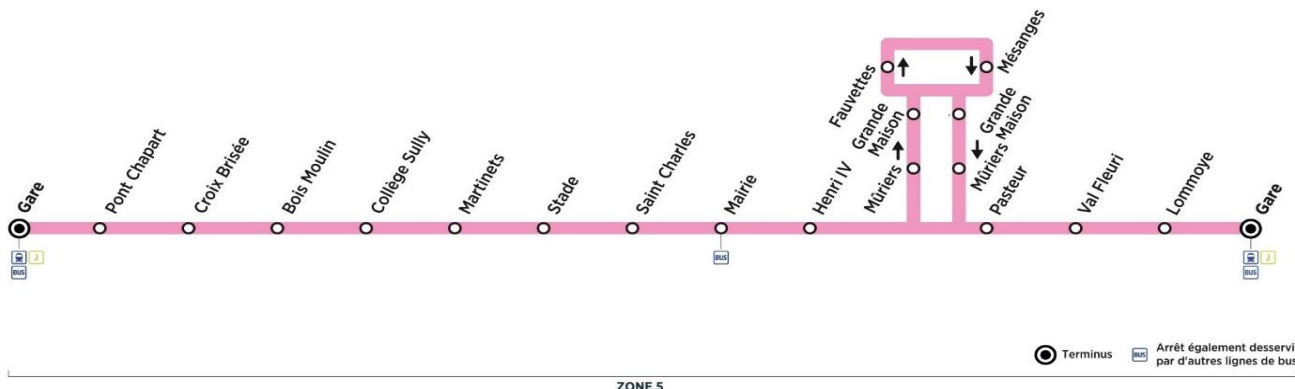 Gare
Pont Chapart
Croix Brisée
Bois Moulin
Collège Sully
Martinets
Stade
Saint Charles
Mairie
Henri IV
Mûriers
Grande
Maison
Fauvettes
Mésanges
Grande
Maison
Mûriers
Pasteur
Val Fleuri
Lommoye
Gare
J
BUS
BUS
J
BUS
Terminus
BUS
Arrêt également desservi
par d'autres lignes de bus
ZONE 5